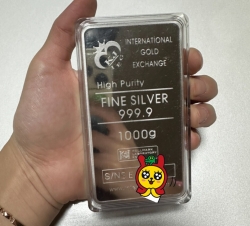 INTERNATIONAL
GOLD
EXCHANGE
High Purity
FINE SILVER
999.9
1000g
S/N: